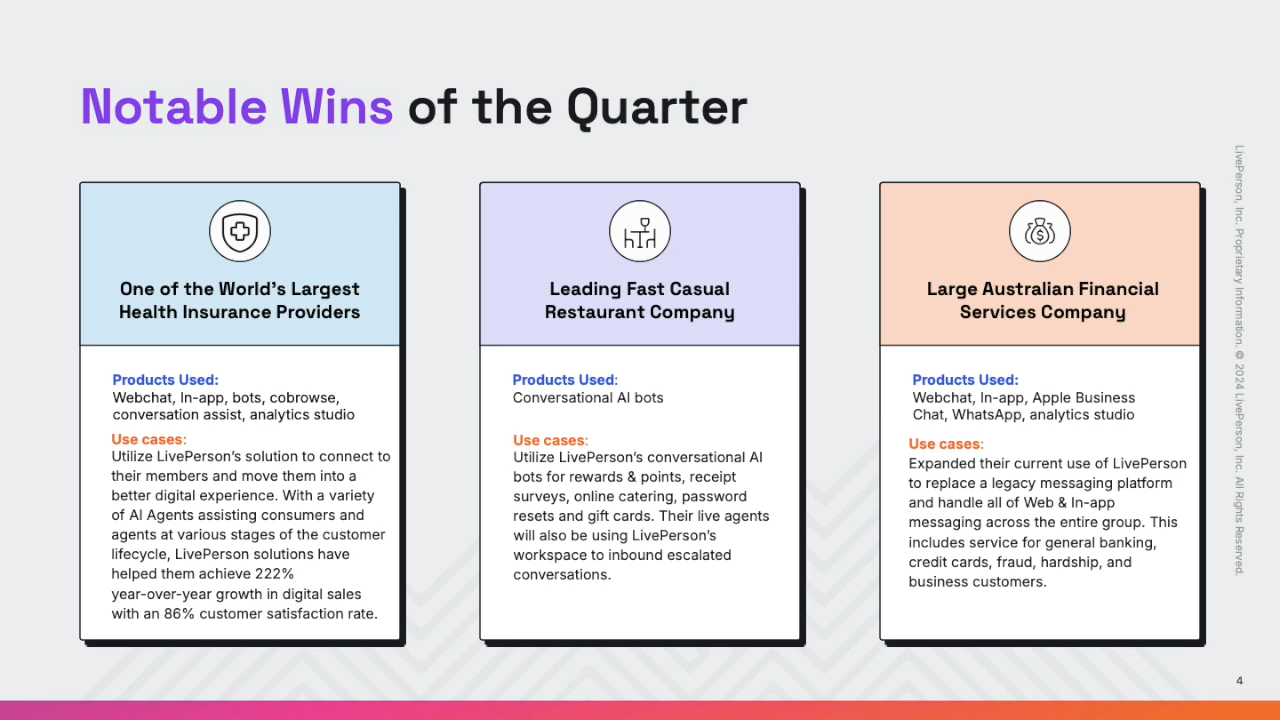 Notable Wins of the Quarter
One of the World's Largest
Health Insurance Providers
Products Used:
Webchat, In-app, bots, cobrowse,
conversation assist, analytics studio
Use cases:
Utilize LivePerson's solution to connect to
their members and move them into a
better digital experience. With a variety
of AI Agents assisting consumers and
agents at various stages of the customer
lifecycle, LivePerson solutions have
helped them achieve 222%
year-over-year growth in digital sales
with an 86% customer satisfaction rate.
Leading Fast Casual
Restaurant Company
Products Used:
Conversational AI bots
Use cases:
Utilize LivePerson's conversational AI
bots for rewards & points, receipt
surveys, online catering, password
resets and gift cards. Their live agents
will also be using LivePerson's
workspace to inbound escalated
conversations.
Large Australian Financial
Services Company
Products Used:
Webchat, In-app, Apple Business
Chat, WhatsApp, analytics studio
Use cases:
Expanded their current use of LivePerson
to replace a legacy messaging platform
and handle all of Web & In-app
messaging across the entire group. This
includes service for general banking,
credit cards, fraud, hardship, and
business customers.
LivePerson, Inc. Proprietary Information. © 2024 LivePerson, Inc. All Rights Reserved.
4